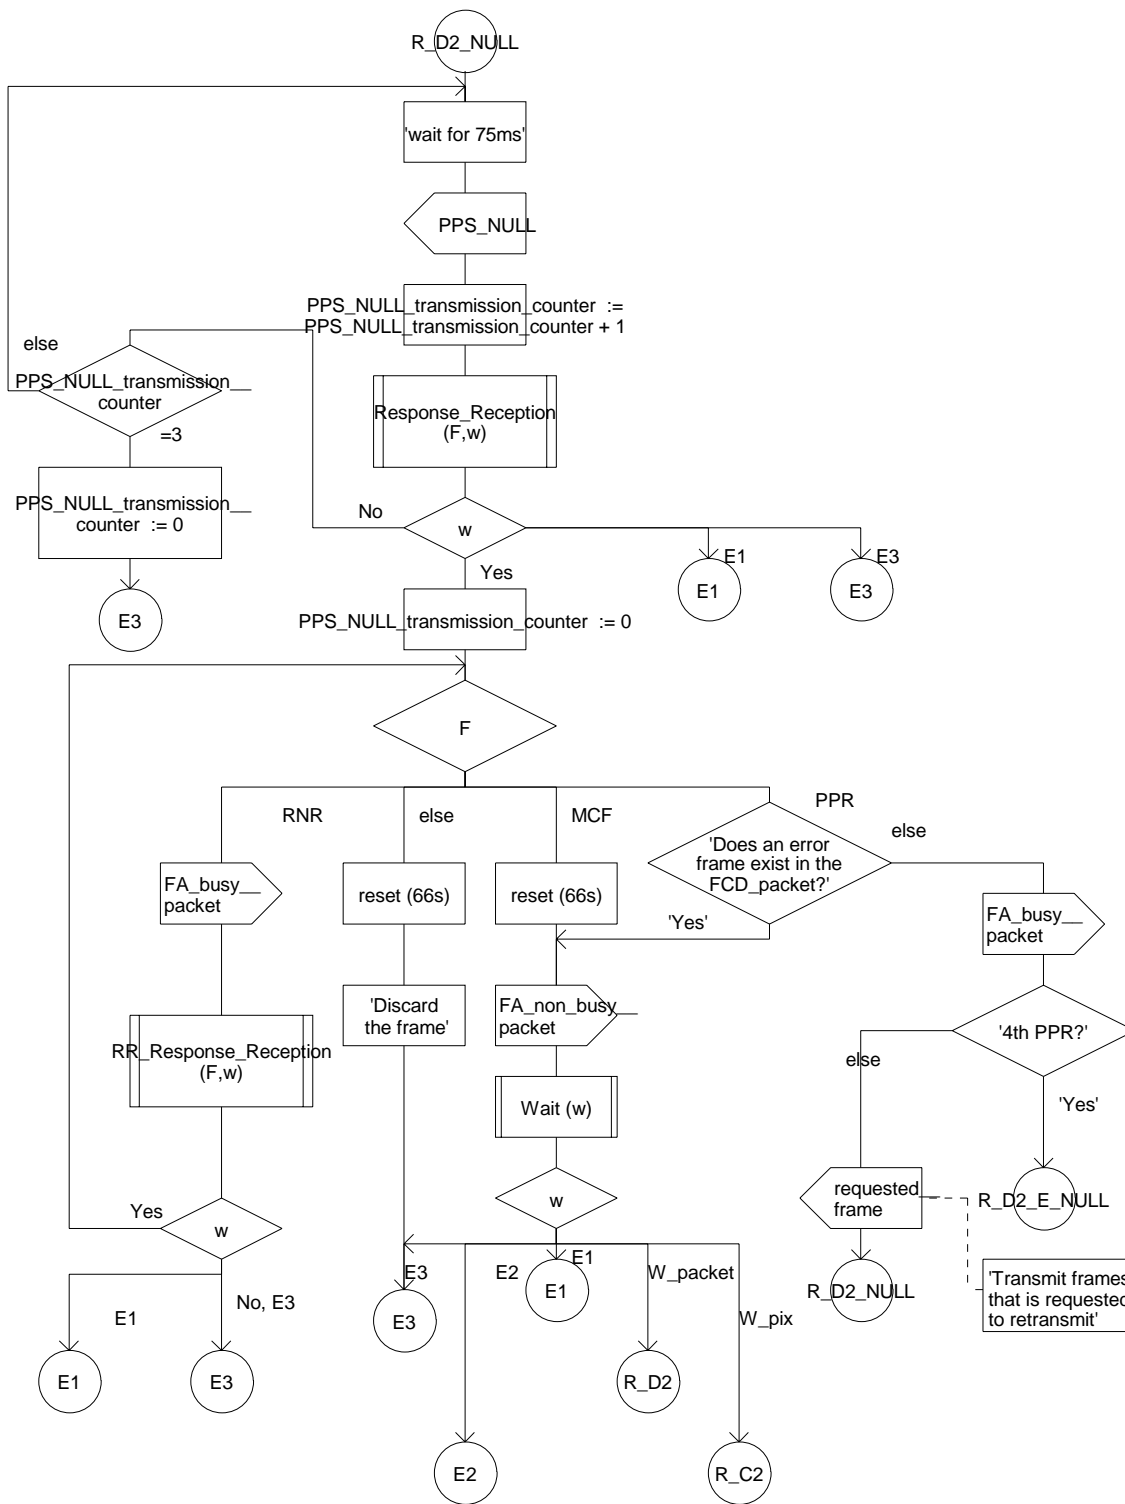 R_D2_NULL
'wait for 75ms'
PPS_NULL
PPS_NULL_transmission_counter :=
PPS_NULL_transmission_counter + 1
else
PPS_NULL_transmission__
counter
=3
Response_Reception
(F,w)
PPS_NULL_transmission__
counter := 0
No
w
Yes
E1
E3
E1
E3
E3
PPS_NULL_transmission_counter := 0
F
RNR
else
MCF
PPR
else
'Does an error
frame exist in the
FCD_packet?'
FA_busy__
packet
reset (66s)
reset (66s)
'Yes'
FA_busy__
packet
'Discard
the frame'
FA_non_busy__
packet
'4th PPR?'
RR_Response_Reception
(F,w)
else
Wait (w)
'Yes'
requested
frame
R_D2_E_NULL
Yes
w
w
E3
E2
E1
W_packet
E1
R_D2_NULL
'Transmit frames
that is requested
to retransmit'
E1
No, E3
E3
W_pix
E1
E3
R_D2
E2
R_C2